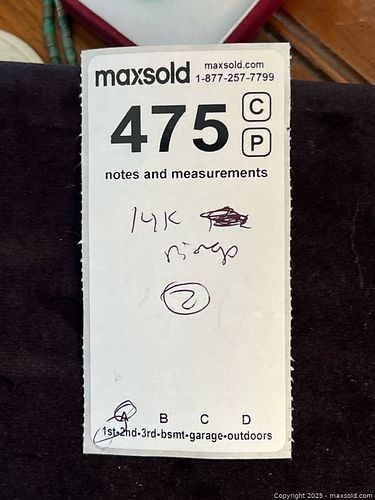 maxsold maxsold.com
1-877-257-7799
475 C
P
notes and measurements
14K
rings
2
A B C D
1st•2nd•3rd•bsmt•garage•outdoors
Copyright 2025 - maxsold.com